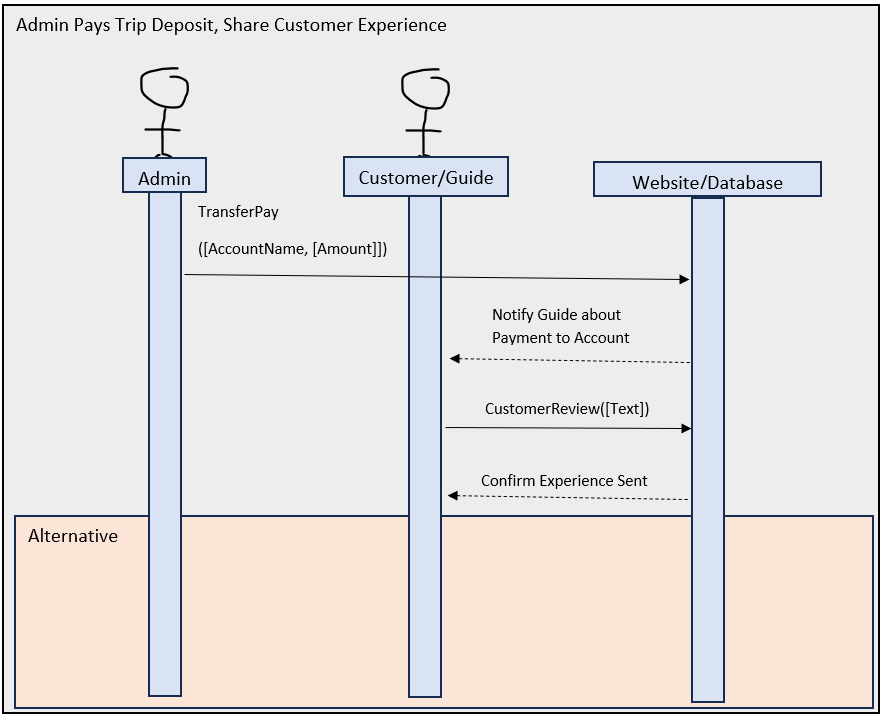 Admin Pays Trip Deposit, Share Customer Experience
Admin
Customer/Guide
Website/Database
TransferPay
([AccountName, [Amount]])
Notify Guide about
Payment to Account
CustomerReview([Text])
Confirm Experience Sent
Alternative